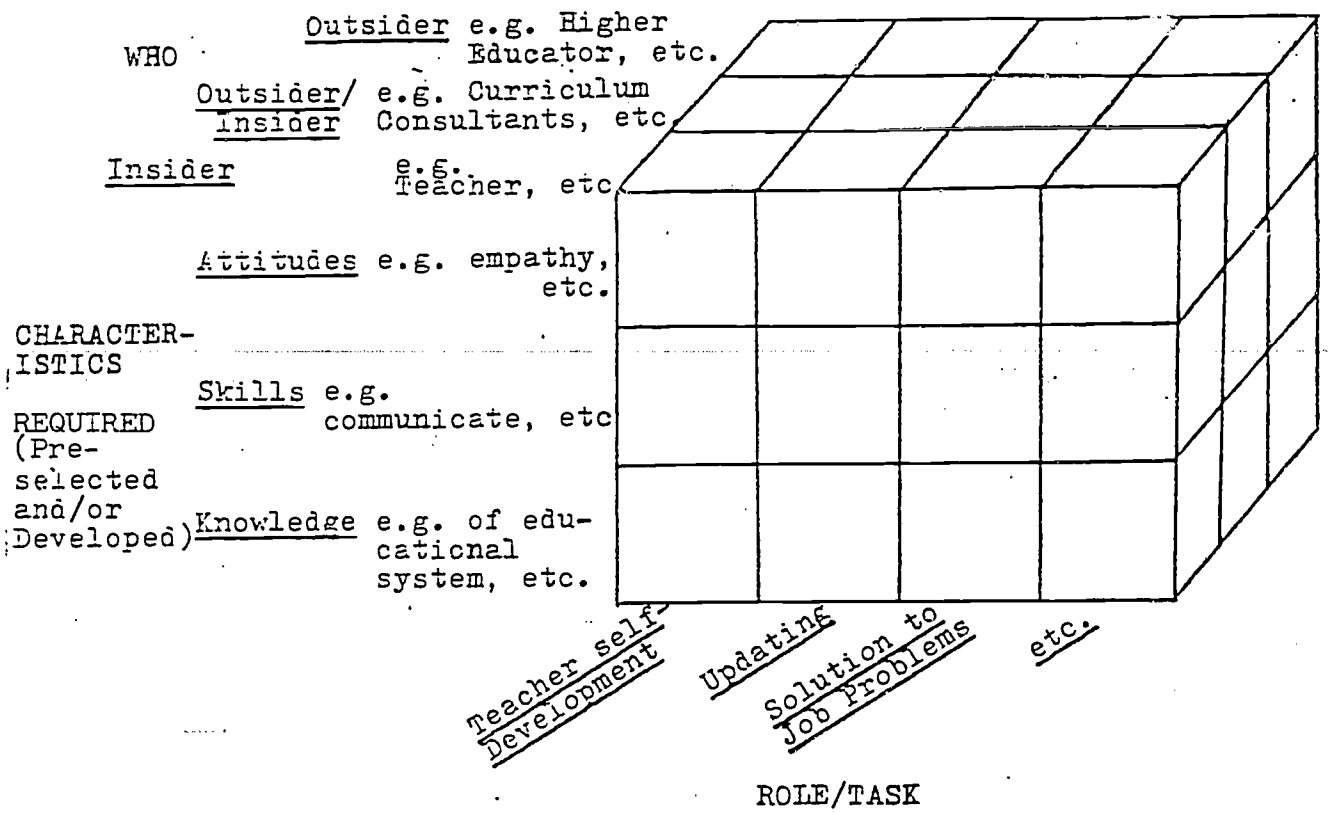 Outsider e.g. Higher
WHO Educator, etc.
Outsider/ e.g. Curriculum
Insider Consultants, etc.
Insider e.g.
Teacher, etc
Attitudes e.g. empathy,
etc.
CHARACTER-
ISTICS
Skills e.g.
REQUIRED communicate, etc
(Pre-
selected
and/or
Developed) Knowledge e.g. of edu-
cational
system, etc.
Teacher self-
Development
Updating
Solution to
Job Problems
etc.
ROLE/TASK